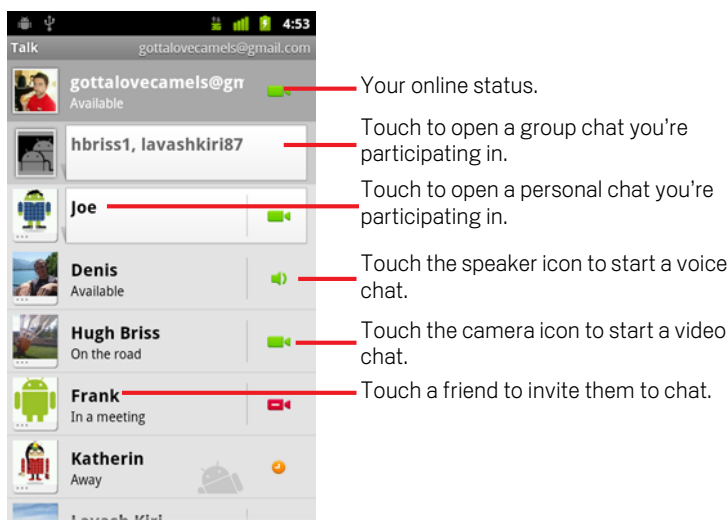 4:53
Talk
gottalovecamels@gmail.com
gottalovecamels@gm
Available
Your online status.
hbriss1, lavashkiri87
Touch to open a group chat you're
participating in.
Joe
Touch to open a personal chat you're
participating in.
Denis
Available
Touch the speaker icon to start a voice
chat.
Hugh Briss
On the road
Touch the camera icon to start a video
chat.
Frank
In a meeting
Touch a friend to invite them to chat.
Katherin
Away
Lavash Kiri